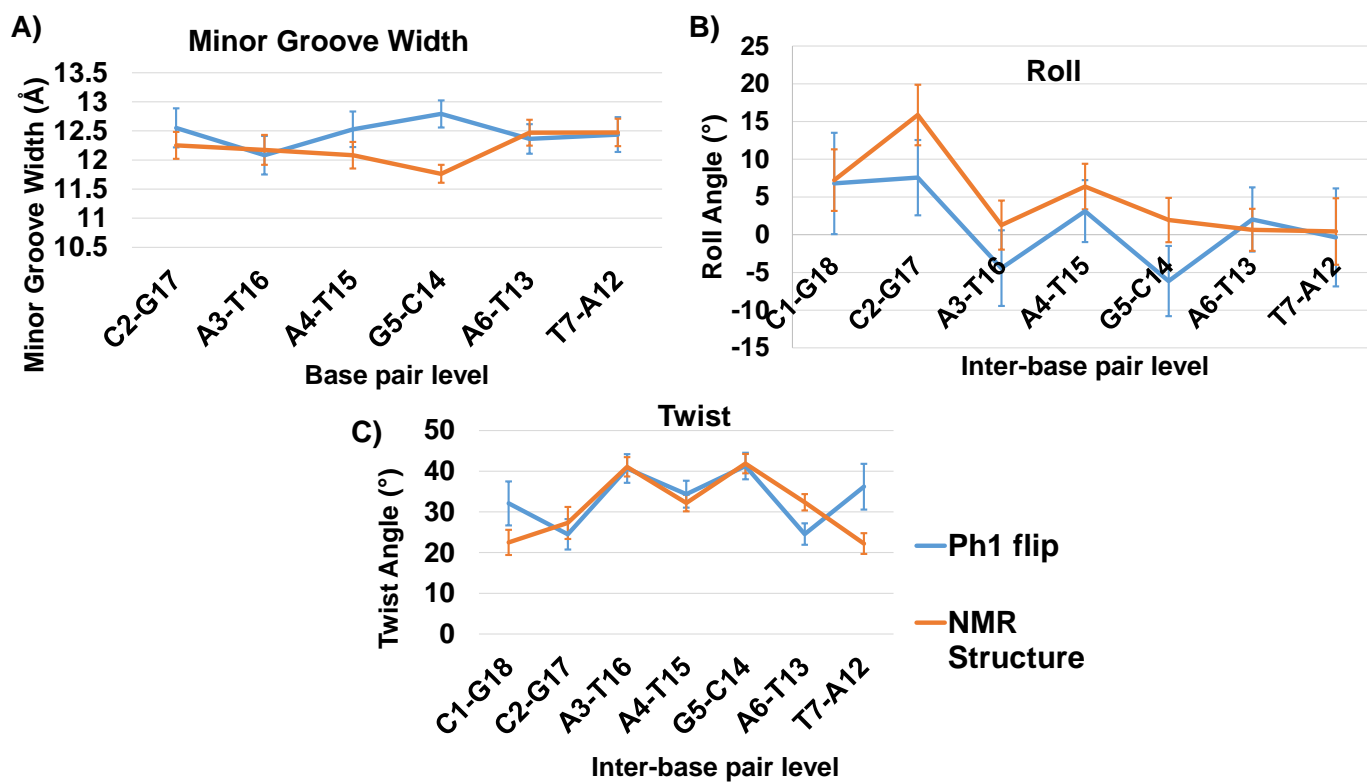 A)
Minor Groove Width
Minor Groove Width (Å)
13.5
13
12.5
12
11.5
11
10.5
C2-G17
A3-T16
A4-T15
G5-C14
A6-T13
T7-A12
Base pair level
B)
Roll
Roll Angle (°)
25
20
15
10
5
0
-5
-10
-15
C1-G18
C2-G17
A3-T16
A4-T15
G5-C14
A6-T13
T7-A12
Inter-base pair level
C)
Twist
Twist Angle (°)
50
40
30
20
10
0
C1-G18
C2-G17
A3-T16
A4-T15
G5-C14
A6-T13
T7-A12
Inter-base pair level
Ph1 flip
NMR
Structure